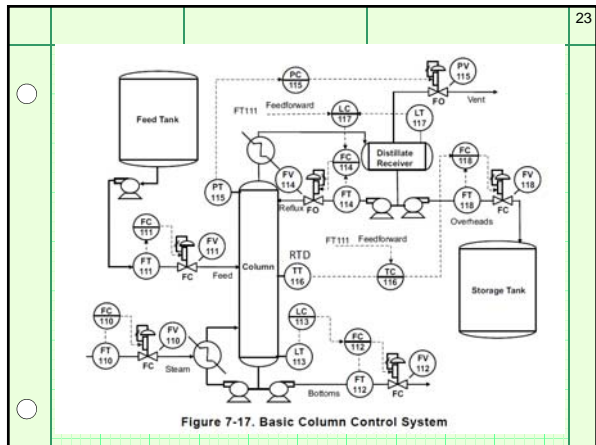 23
PC
115
PV
115
FO
Vent
FT111
Feedforward
LC
117
LT
117
Feed Tank
Distillate
Receiver
FC
114
FV
114
FO
FT
114
Reflux
PT
115
FC
118
FV
118
FT
118
FC
Overheads
FC
111
FV
111
FT
111
FC
Feed
Column
RTD
TT
116
FT111
Feedforward
TC
116
Storage Tank
FC
110
FV
110
FT
110
FC
Steam
LC
113
LT
113
FC
112
FV
112
FT
112
FC
Bottoms
Figure 7-17. Basic Column Control System